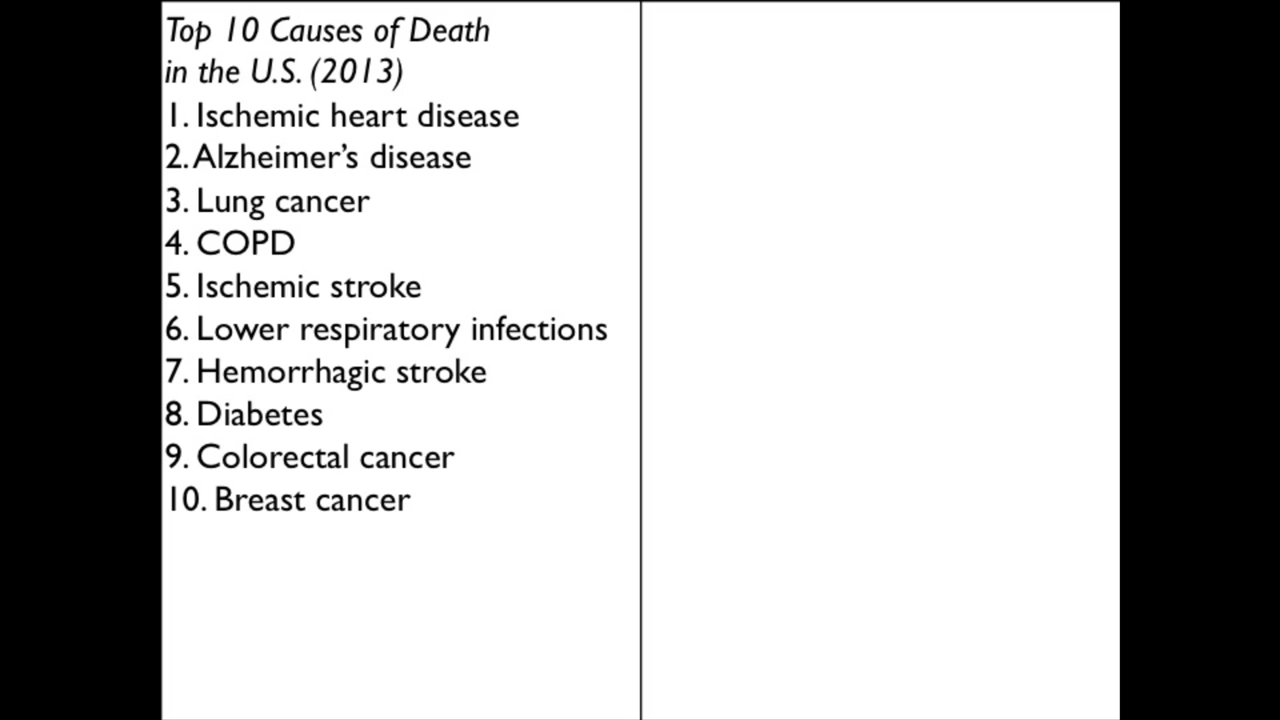 Top 10 Causes of Death
in the U.S. (2013)
1. Ischemic heart disease
2. Alzheimer’s disease
3. Lung cancer
4. COPD
5. Ischemic stroke
6. Lower respiratory infections
7. Hemorrhagic stroke
8. Diabetes
9. Colorectal cancer
10. Breast cancer